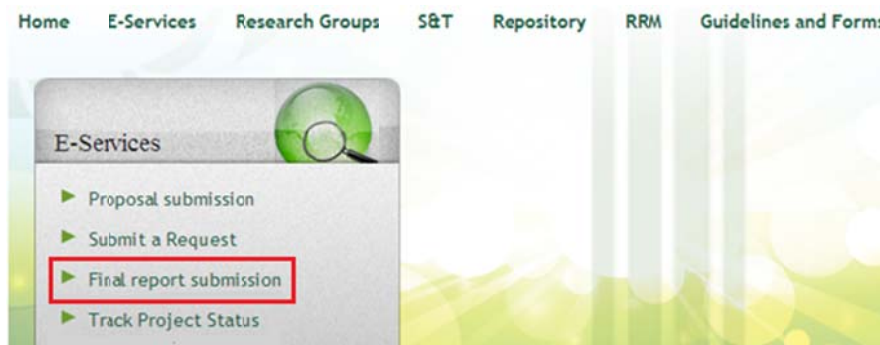 Home E-Services Research Groups S&T Repository RRM Guidelines and Forms
E-Services
Proposal submission
Submit a Request
Final report submission
Track Project Status